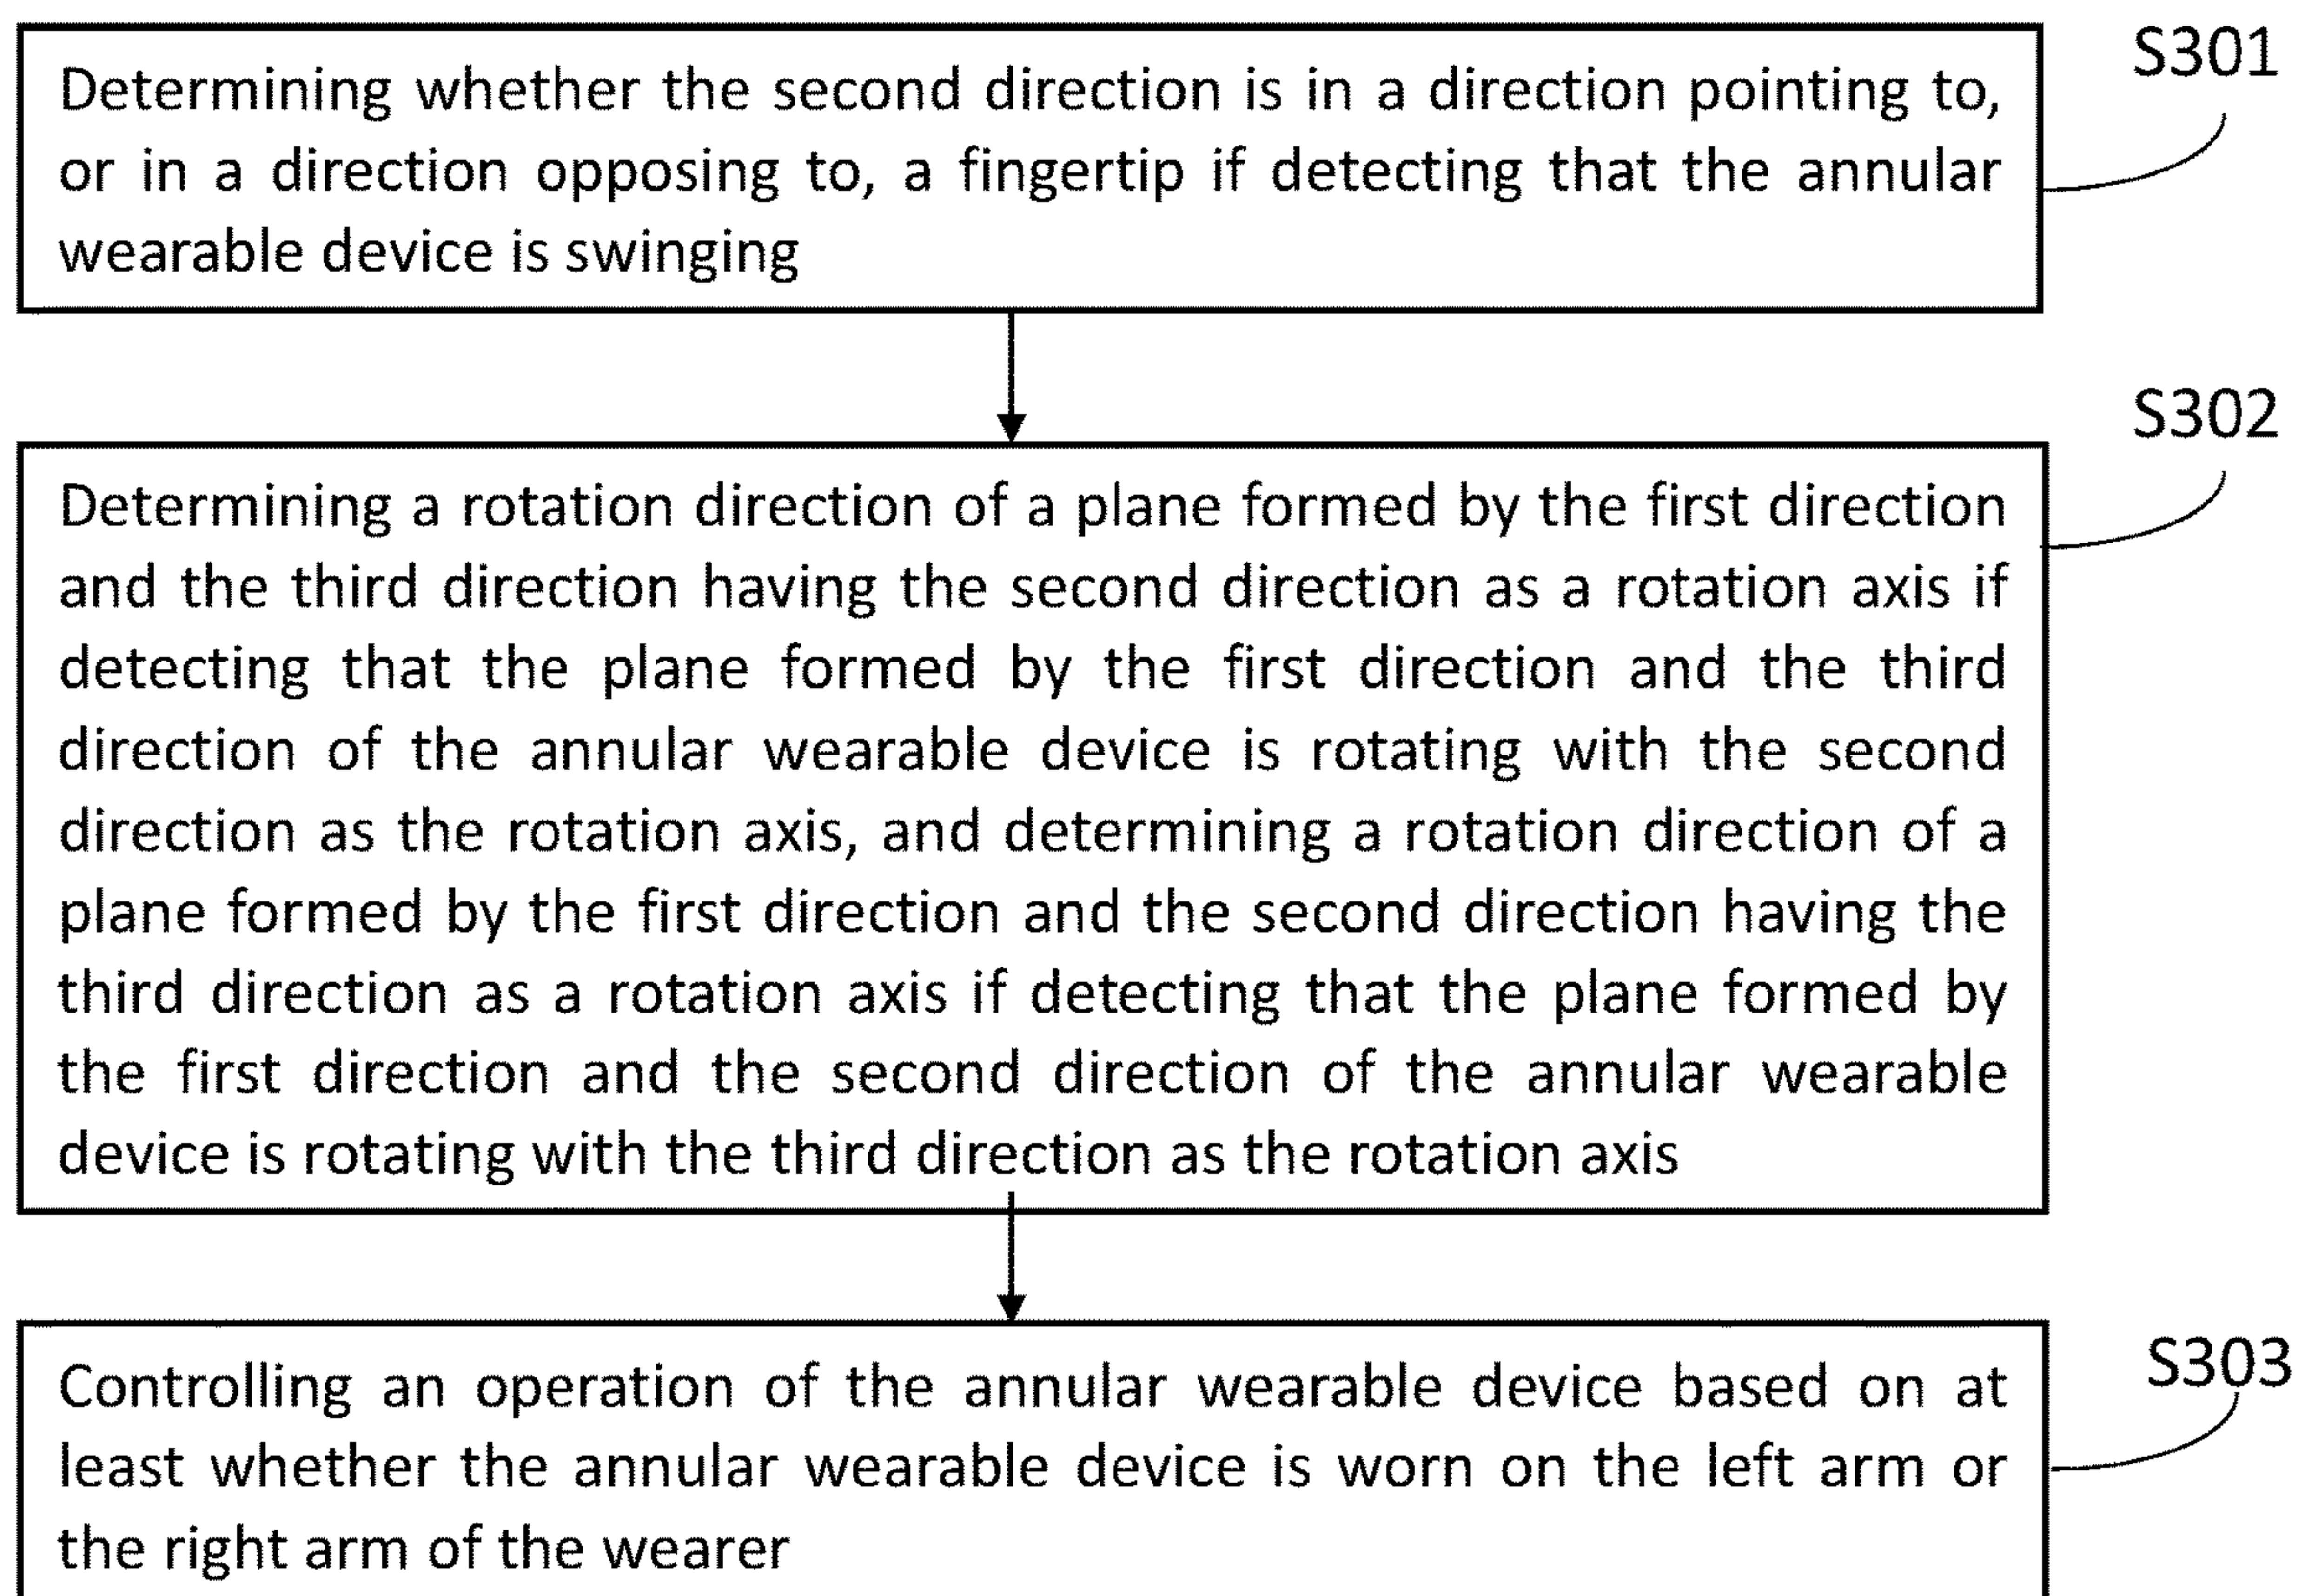 S301
Determining whether the second direction is in a direction pointing to,
or in a direction opposing to, a fingertip if detecting that the annular
wearable device is swinging
S302
Determining a rotation direction of a plane formed by the first direction
and the third direction having the second direction as a rotation axis if
detecting that the plane formed by the first direction and the third
direction of the annular wearable device is rotating with the second
direction as the rotation axis, and determining a rotation direction of a
plane formed by the first direction and the second direction having the
third direction as a rotation axis if detecting that the plane formed by
the first direction and the second direction of the annular wearable
device is rotating with the third direction as the rotation axis
S303
Controlling an operation of the annular wearable device based on at
least whether the annular wearable device is worn on the left arm or
the right arm of the wearer